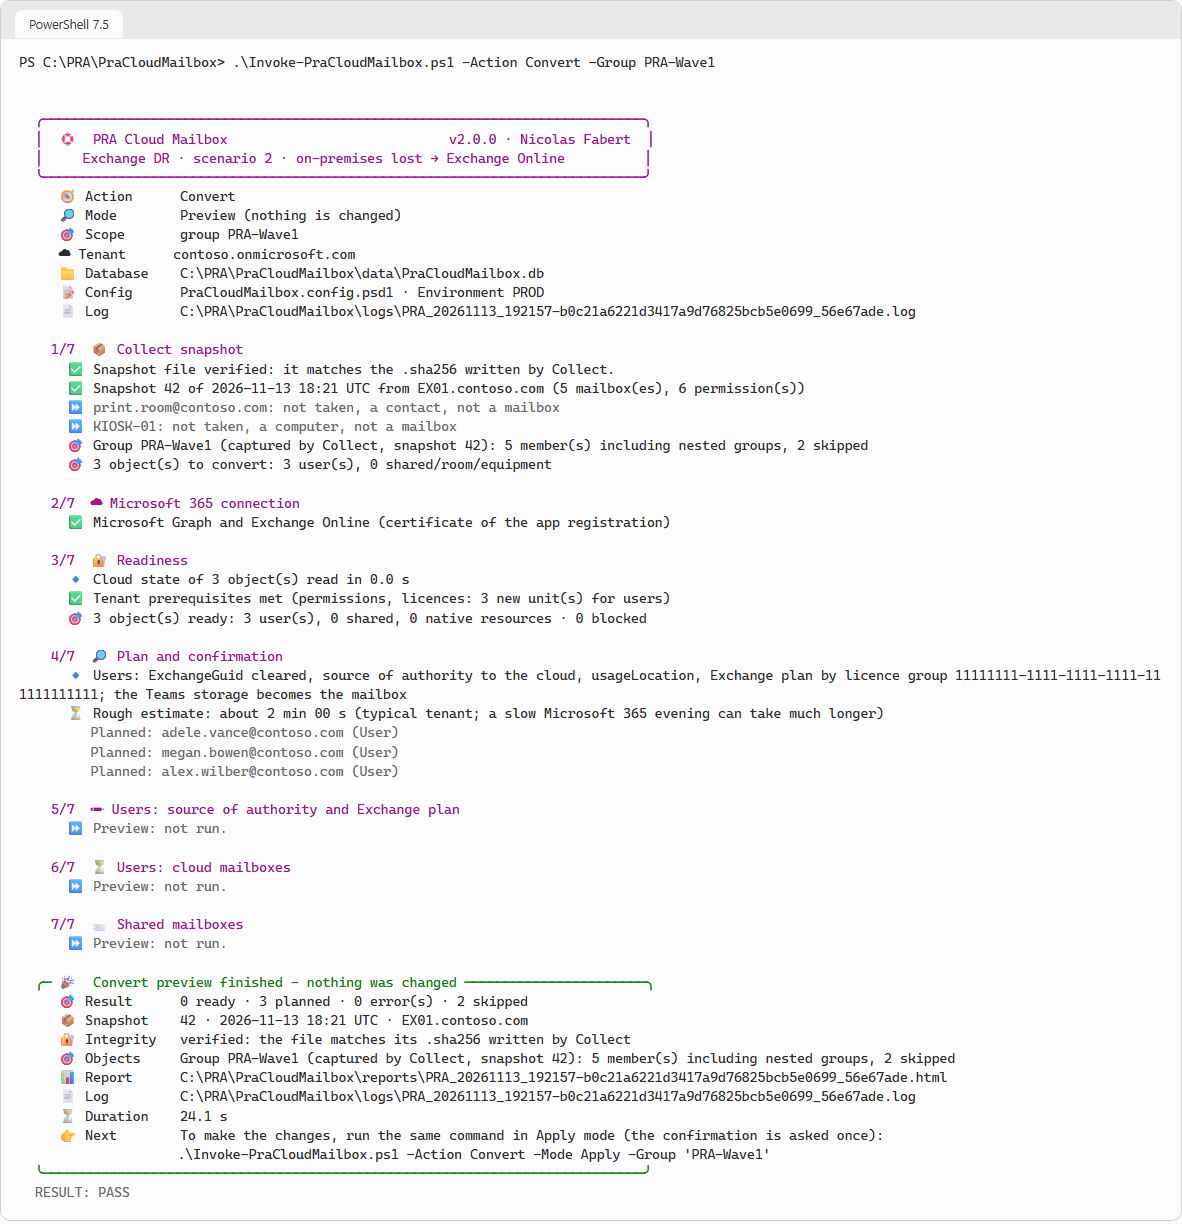 PowerShell 7.5
PS C:\PRA\PraCloudMailbox> .\Invoke-PraCloudMailbox.ps1 -Action Convert -Group PRA-Wave1
PRA Cloud Mailbox v2.0.0 · Nicolas Fabert
Exchange DR · scenario 2 · on-premises lost → Exchange Online
Action Convert
Mode Preview (nothing is changed)
Scope group PRA-Wave1
Tenant contoso.onmicrosoft.com
Database C:\PRA\PraCloudMailbox\data\PraCloudMailbox.db
Config PraCloudMailbox.config.psd1 · Environment PROD
Log C:\PRA\PraCloudMailbox\logs\PRA_20261113_192157-b0c21a6221d3417a9d76825bcb5e0699_56e67ade.log
1/7 Collect snapshot
Snapshot file verified: it matches the .sha256 written by Collect.
Snapshot 42 of 2026-11-13 18:21 UTC from EX01.contoso.com (5 mailbox(es), 6 permission(s))
print.room@contoso.com: not taken, a contact, not a mailbox
KIOSK-01: not taken, a computer, not a mailbox
Group PRA-Wave1 (captured by Collect, snapshot 42): 5 member(s) including nested groups, 2 skipped
3 object(s) to convert: 3 user(s), 0 shared/room/equipment
2/7 Microsoft 365 connection
Microsoft Graph and Exchange Online (certificate of the app registration)
3/7 Readiness
Cloud state of 3 object(s) read in 0.0 s
Tenant prerequisites met (permissions, licences: 3 new unit(s) for users)
3 object(s) ready: 3 user(s), 0 shared, 0 native resources · 0 blocked
4/7 Plan and confirmation
Users: ExchangeGuid cleared, source of authority to the cloud, usageLocation, Exchange plan by licence group 11111111-1111-1111-1111-11
1111111111; the Teams storage becomes the mailbox
Rough estimate: about 2 min 00 s (typical tenant; a slow Microsoft 365 evening can take much longer)
Planned: adele.vance@contoso.com (User)
Planned: megan.bowen@contoso.com (User)
Planned: alex.wilber@contoso.com (User)
5/7 Users: source of authority and Exchange plan
Preview: not run.
6/7 Users: cloud mailboxes
Preview: not run.
7/7 Shared mailboxes
Preview: not run.
Convert preview finished - nothing was changed
Result 0 ready · 3 planned · 0 error(s) · 2 skipped
Snapshot 42 · 2026-11-13 18:21 UTC · EX01.contoso.com
Integrity verified: the file matches its .sha256 written by Collect
Objects Group PRA-Wave1 (captured by Collect, snapshot 42): 5 member(s) including nested groups, 2 skipped
Report C:\PRA\PraCloudMailbox\reports\PRA_20261113_192157-b0c21a6221d3417a9d76825bcb5e0699_56e67ade.html
Log C:\PRA\PraCloudMailbox\logs\PRA_20261113_192157-b0c21a6221d3417a9d76825bcb5e0699_56e67ade.log
Duration 24.1 s
Next To make the changes, run the same command in Apply mode (the confirmation is asked once):
.\Invoke-PraCloudMailbox.ps1 -Action Convert -Mode Apply -Group 'PRA-Wave1'
RESULT: PASS